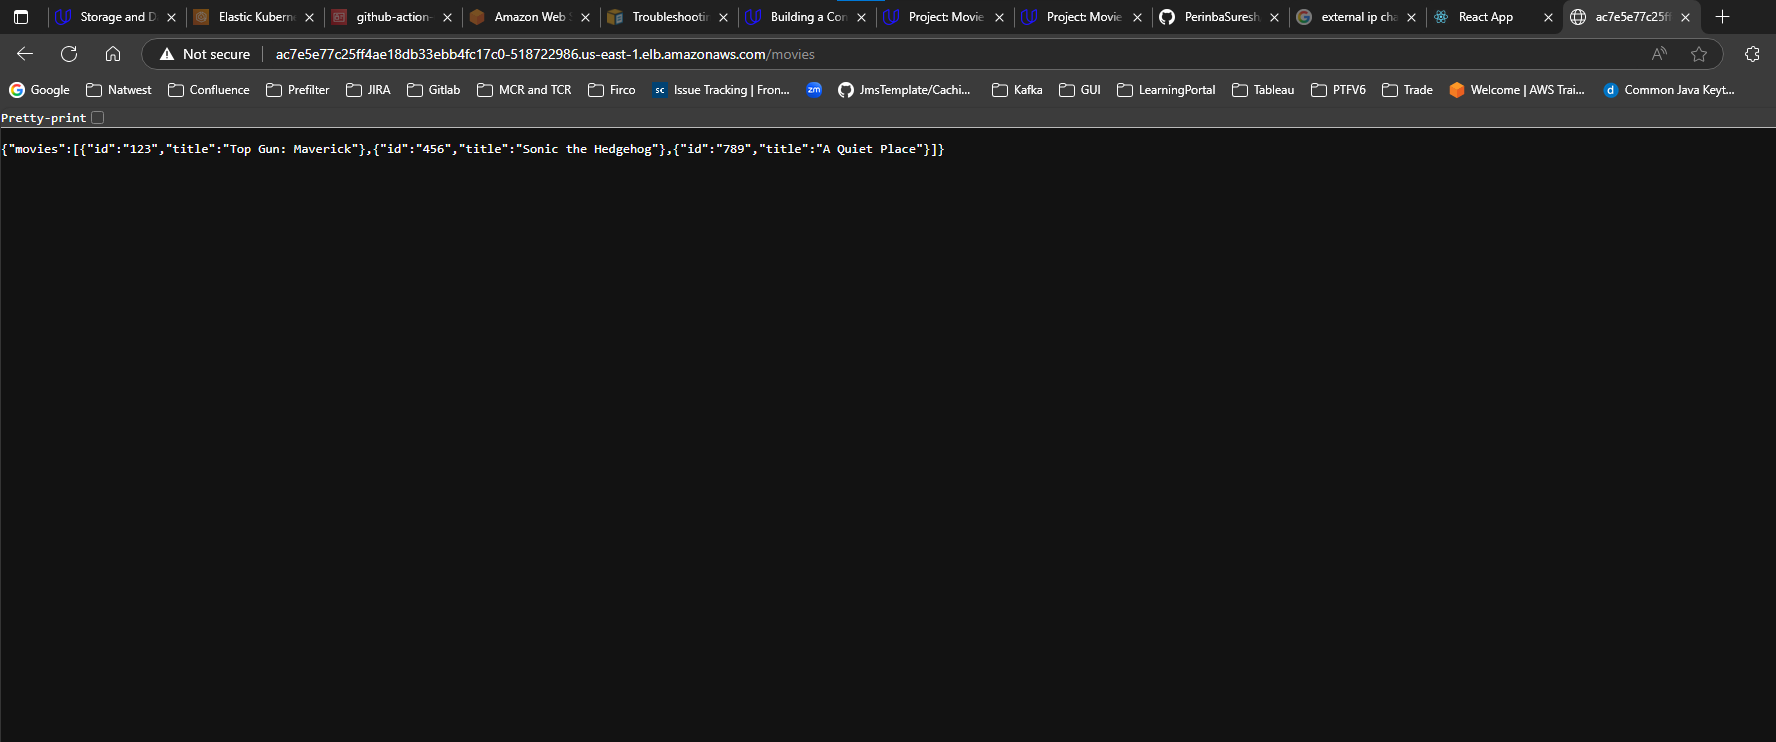 Storage and D
Elastic Kubern
github-action-
Amazon Web S
Troubleshootin
Building a Con
Project: Movie
Project: Movie
PerinbaSuresh
external ip cha
React App
ac7e5e77c25ff
Not secure
ac7e5e77c25ff4ae18db33ebb4fc17c0-518722986.us-east-1.elb.amazonaws.com/movies
Google
Natwest
Confluence
Prefilter
JIRA
Gitlab
MCR and TCR
Firco
sc
Issue Tracking | Fron...
zm
JmsTemplate/Cachi...
Kafka
GUI
LearningPortal
Tableau
PTFV6
Trade
Welcome | AWS Trai...
d
Common Java Keyt...
Pretty-print
{"movies":[{"id":"123","title":"Top Gun: Maverick"},{"id":"456","title":"Sonic the Hedgehog"},{"id":"789","title":"A Quiet Place"}]}